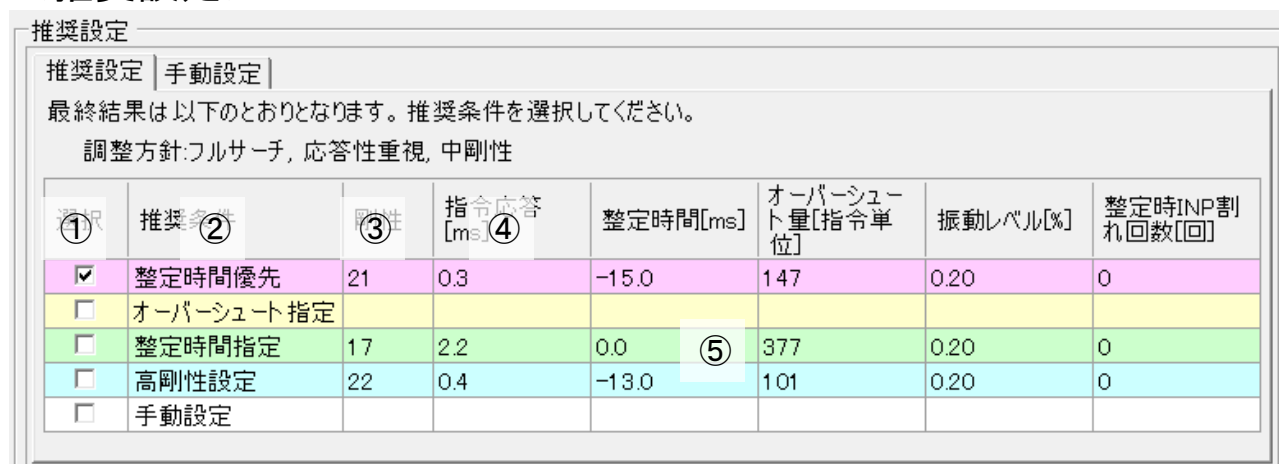 推奨設定
推奨設定 手動設定
最終結果は以下のとおりとなります。推奨条件を選択してください。
調整方針:フルサーチ, 応答性重視, 中剛性
選択 推奨条件 剛性 指令応答[ms] 整定時間[ms] オーバーシュート量[指令単位] 振動レベル[%] 整定時INP割れ回数[回]
① ② ③ ④
整定時間優先 21 0.3 -15.0 147 0.20 0
オーバーシュート指定
整定時間指定 17 2.2 0.0 ⑤ 377 0.20 0
高剛性設定 22 0.4 -13.0 101 0.20 0
手動設定